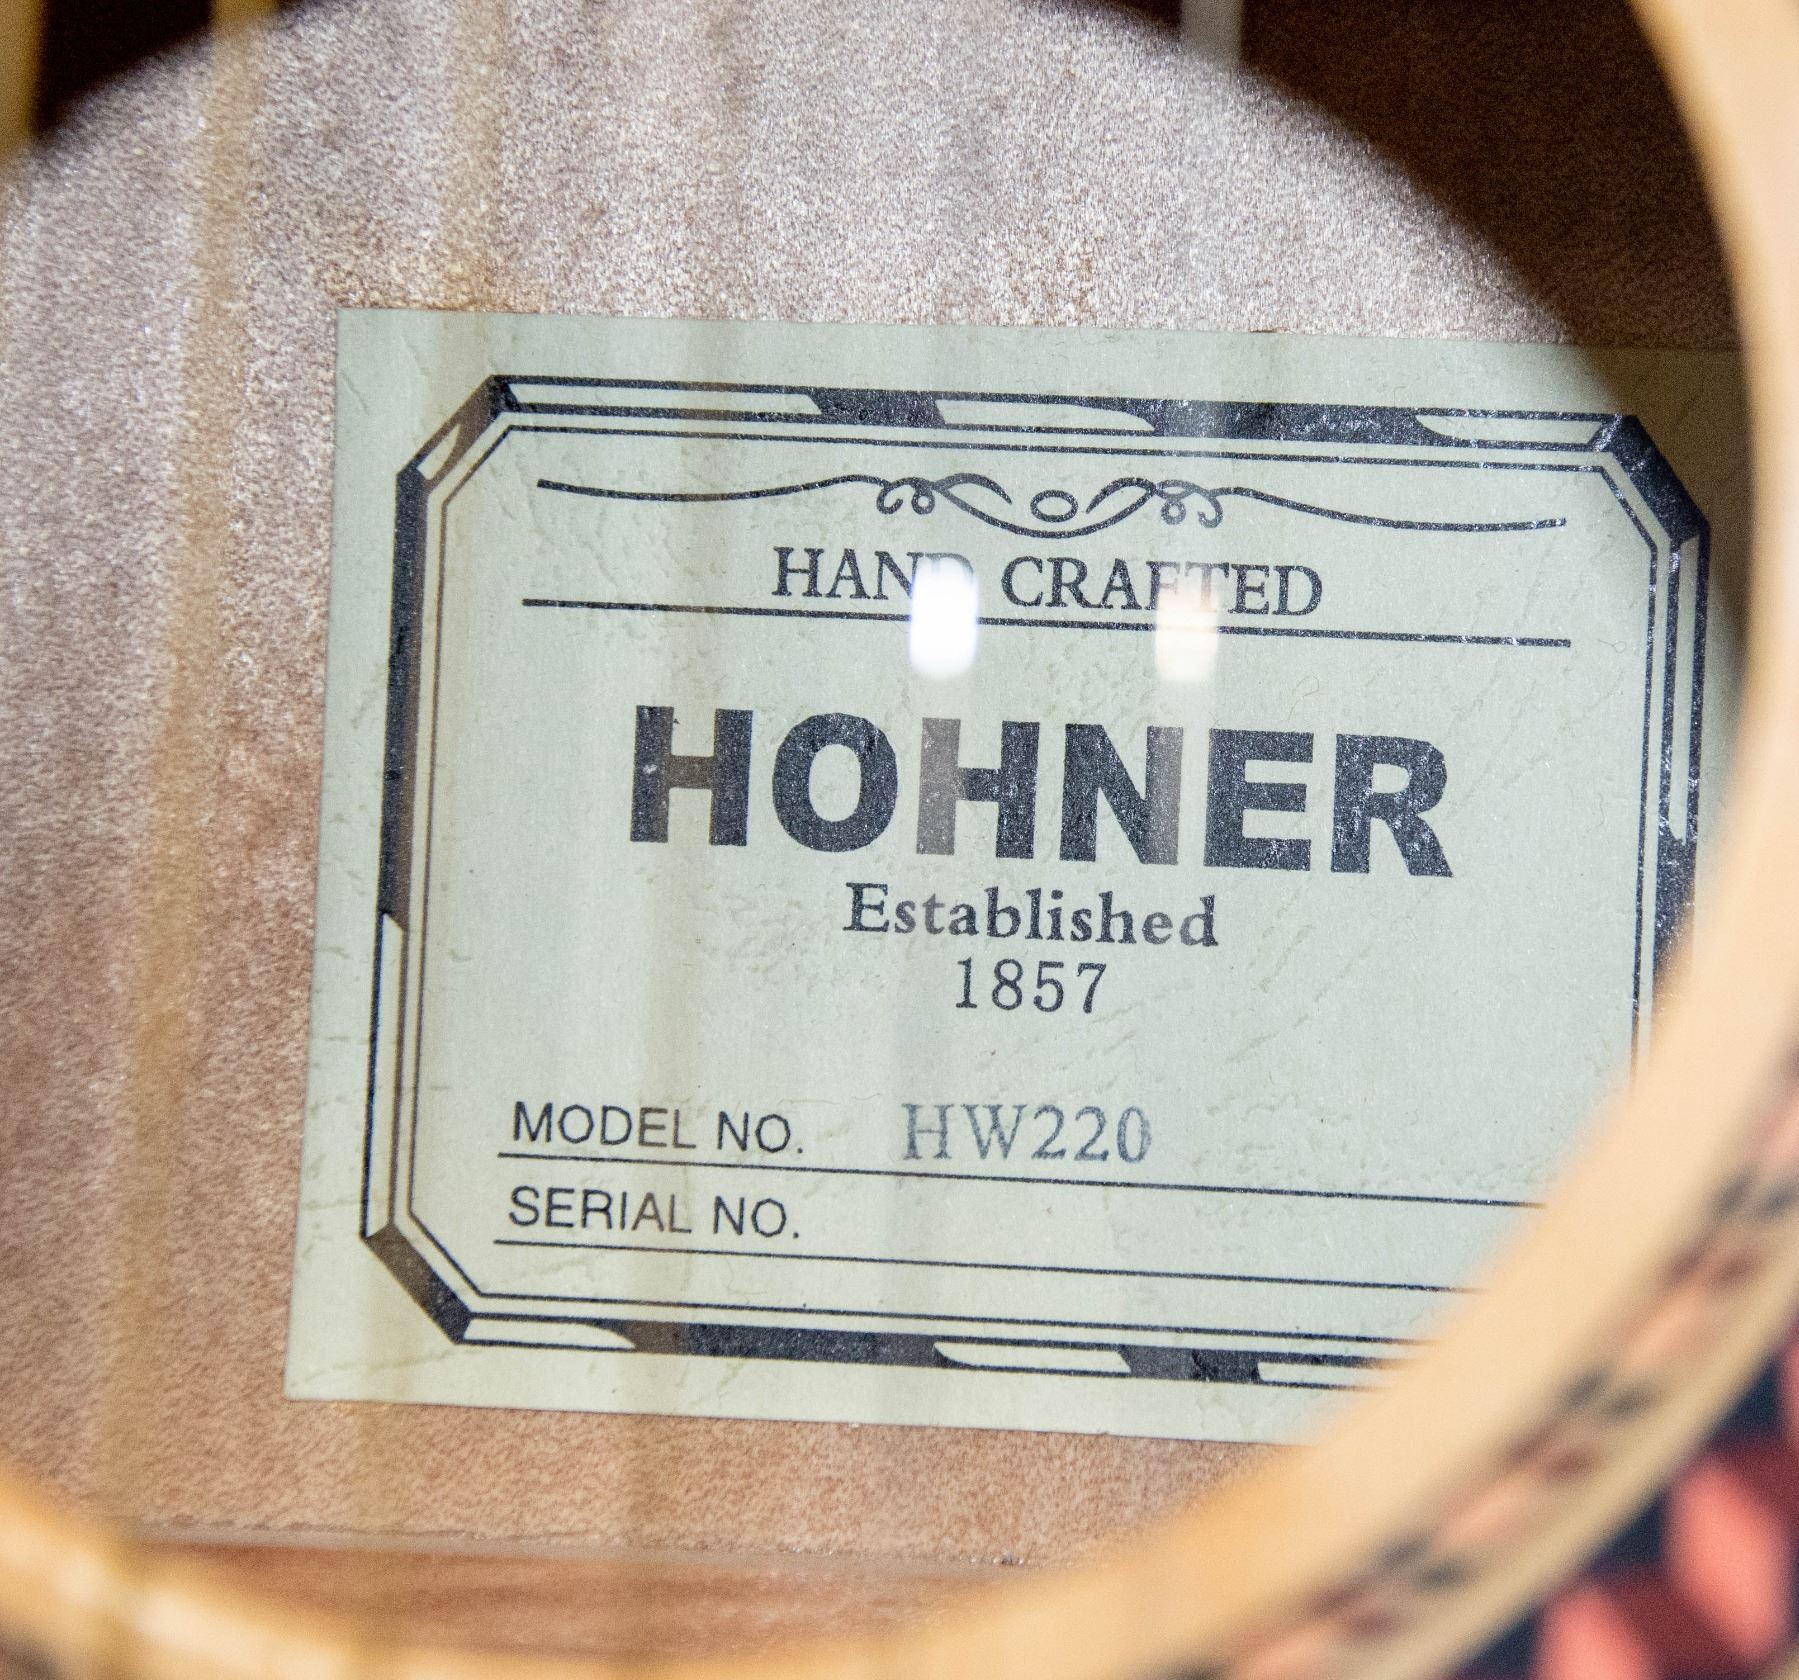 HAND CRAFTED
HOHNER
Established
1857
MODEL NO. HW220
SERIAL NO.